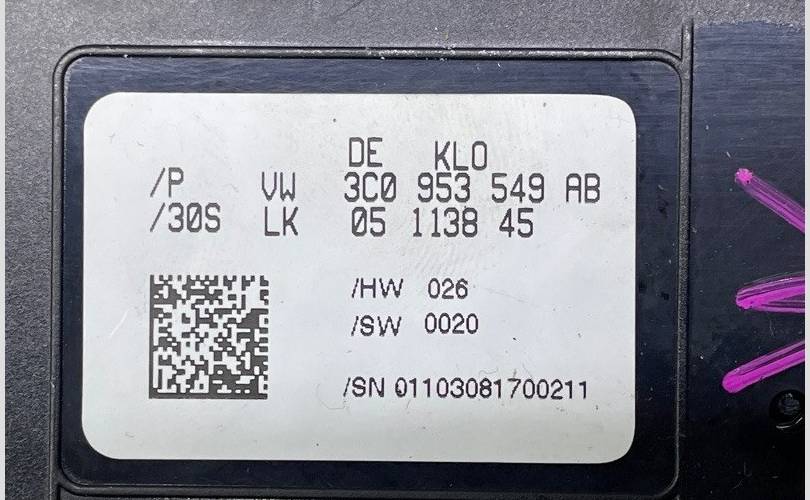 DE KLO
/P VW 3C0 953 549 AB
/30S LK 05 1138 45
/HW 026
/SW 0020
/SN 01103081700211